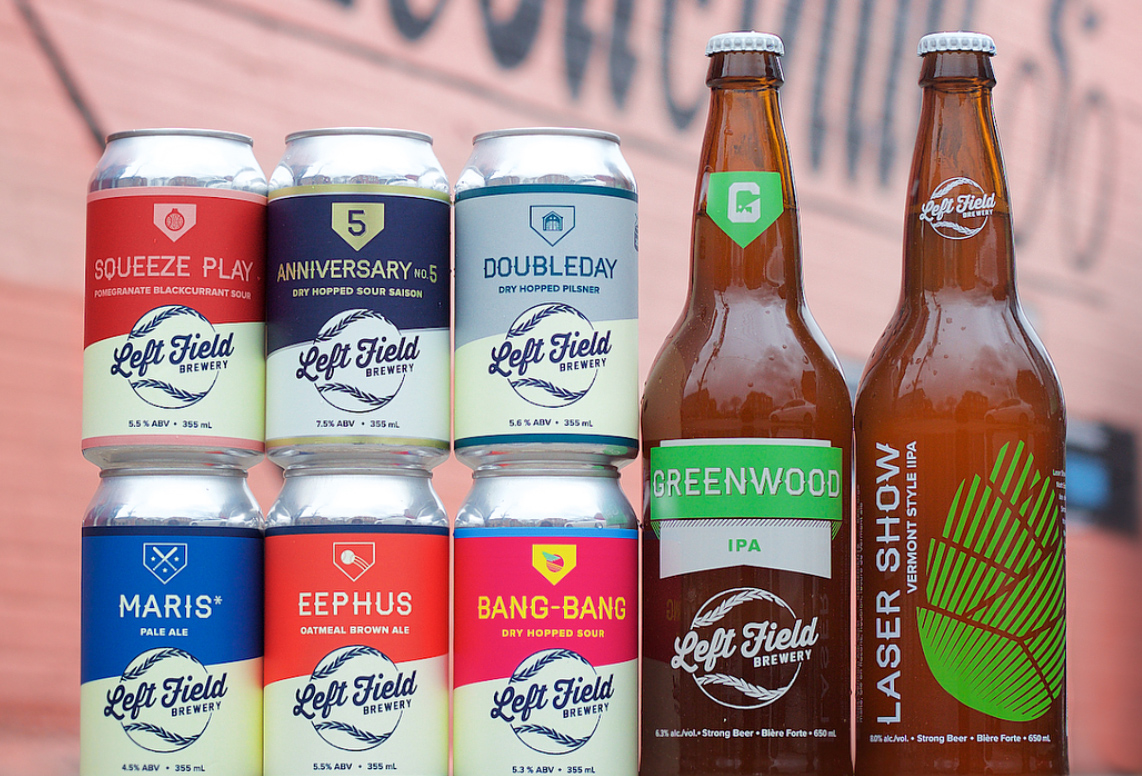 SQUEEZE PLAY
POMEGRANATE BLACKCURRANT SOUR
Left Field
BREWERY
5.5 % ABV • 355 mL
5
ANNIVERSARY NO. 5
DRY HOPPED SOUR SAISON
Left Field
BREWERY
7.5% ABV • 355 mL
DOUBLEDAY
DRY HOPPED PILSNER
Left Field
BREWERY
5.6 % ABV • 355 mL
MARIS*
PALE ALE
Left Field
BREWERY
4.5% ABV • 355 mL
EEPHUS
OATMEAL BROWN ALE
Left Field
BREWERY
5.5% ABV • 355 mL
BANG-BANG
DRY HOPPED SOUR
Left Field
BREWERY
5.3 % ABV • 355 mL
G
GREENWOOD
IPA
Left Field
BREWERY
6.3% alc./vol. • Strong Beer • Bière Forte • 650 mL
Left Field
BREWERY
LASER SHOW
VERMONT STYLE IIPA
8.0% alc./vol. • Strong Beer • Bière Forte • 650 mL